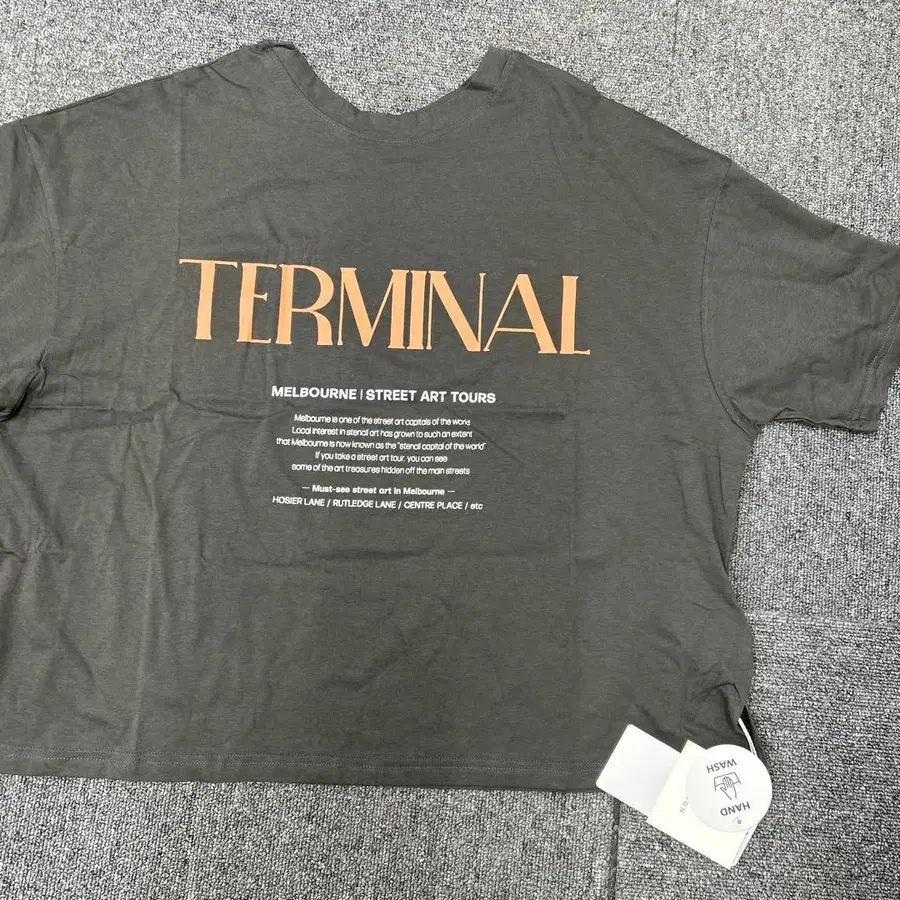 TERMINAL
MELBOURNE | STREET ART TOURS
Melbourne is one of the street art capitals of the works
Local interest in stencil art has grown to such an extent
that Melbourne is now known as the "stencil capital of the world"
If you take a street art tour, you can see
some of the art treasures hidden off the main streets
— Must-see street art in Melbourne —
HOSIER LANE / RUTLEDGE LANE / CENTRE PLACE / etc
HAND
WASH